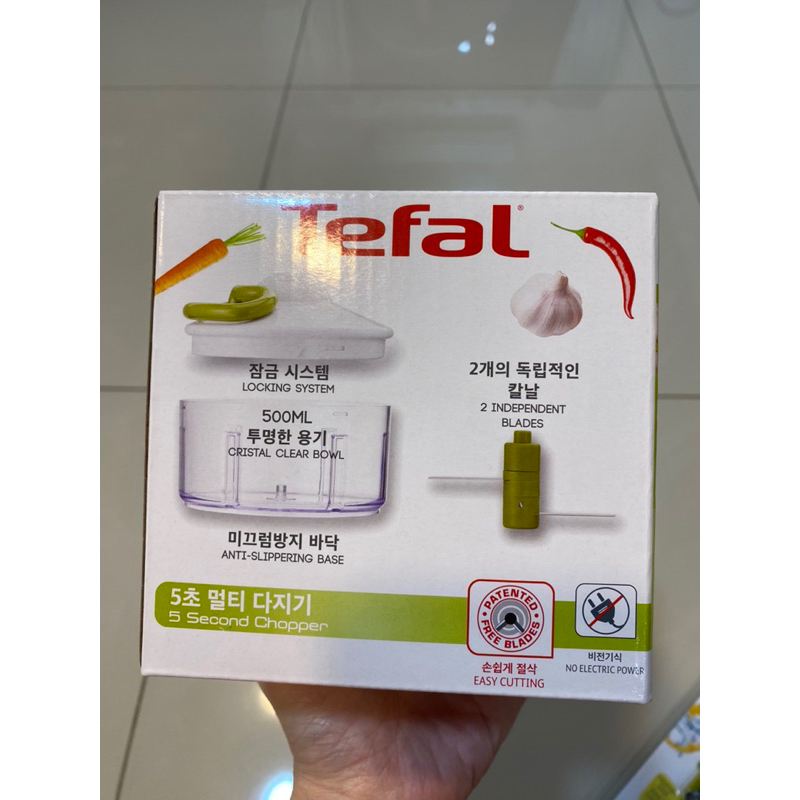 Tefal®
잠금 시스템
LOCKING SYSTEM
500ML
투명한 용기
CRISTAL CLEAR BOWL
미끄럼방지 바닥
ANTI-SLIPPERING BASE
2개의 독립적인
칼날
2 INDEPENDENT
BLADES
5초 멀티 다지기
5 Second Chopper
• PATENTED •
FREE BLADES
손쉽게 절삭
EASY CUTTING
비전기식
NO ELECTRIC POWER